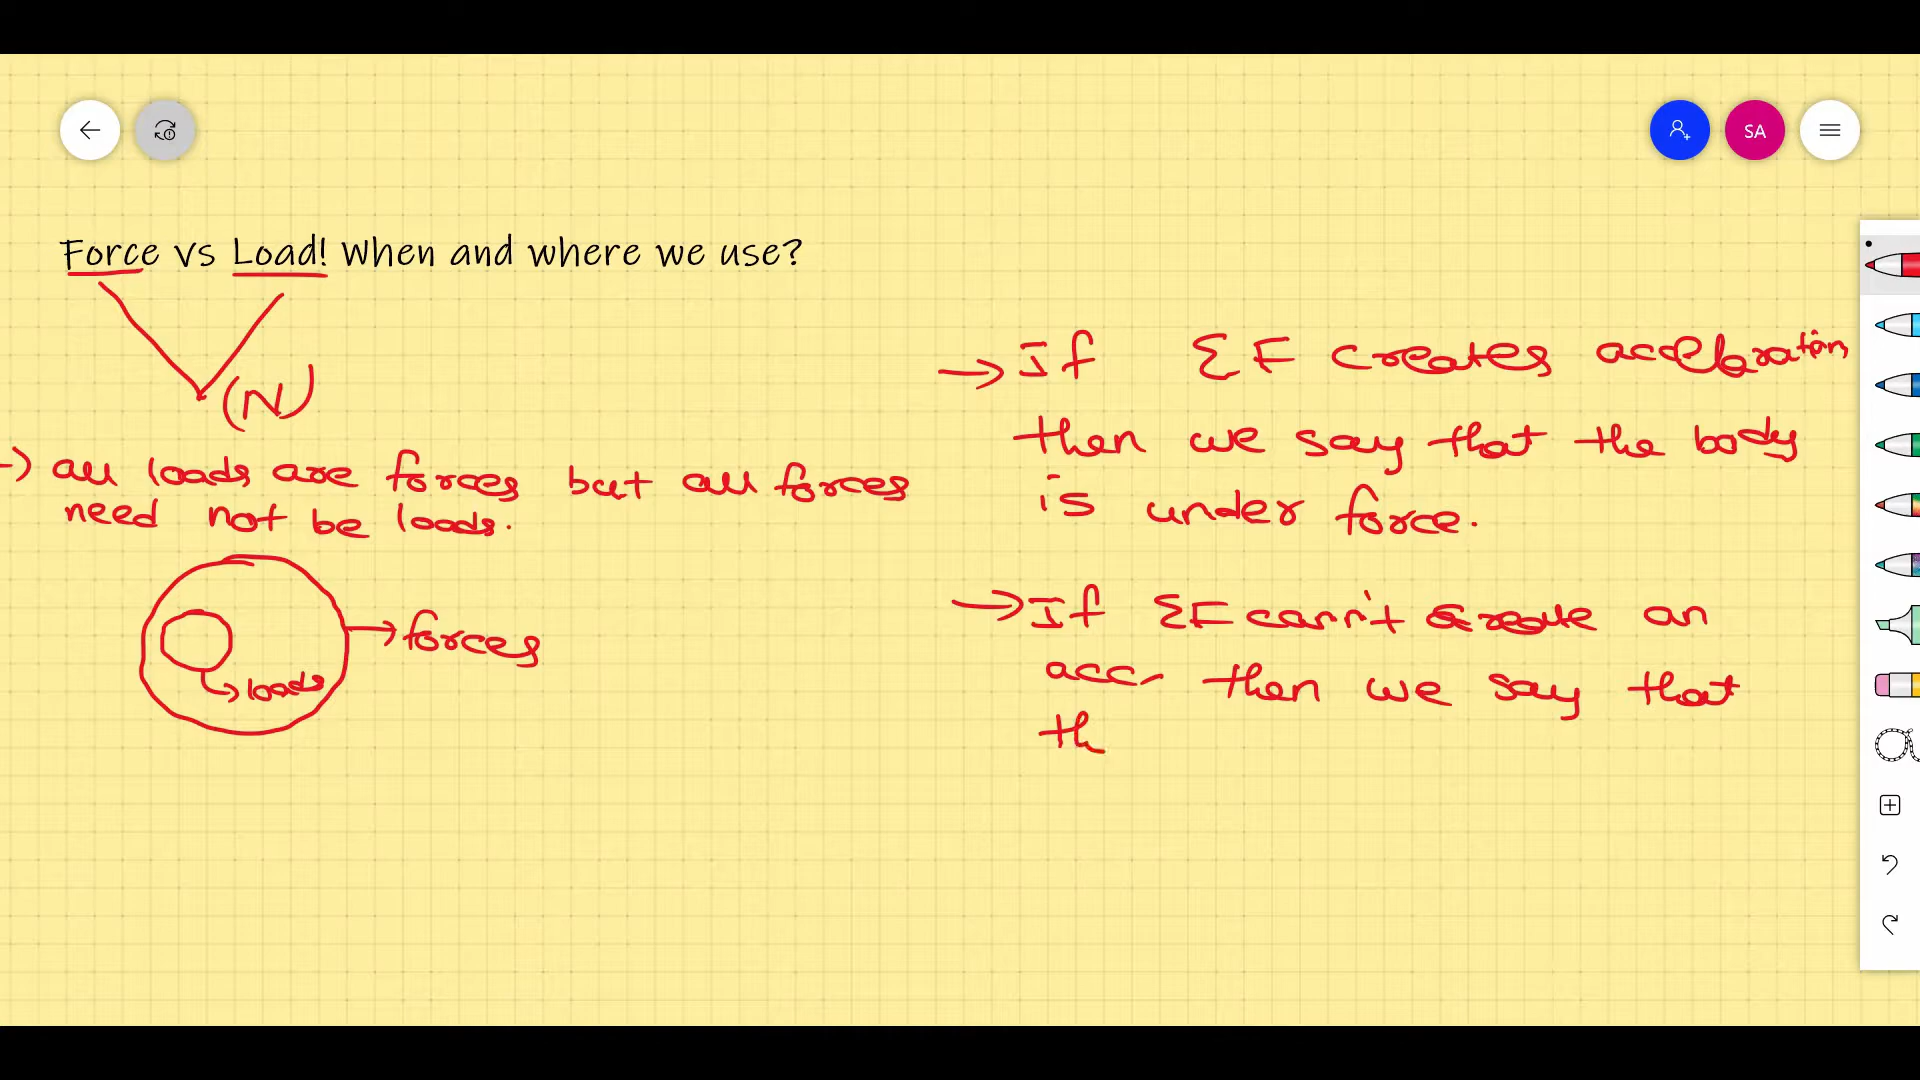 SA
Force vs Load! When and where we use?
(N)
→ all loads are forces but all forces
need not be loads.
→ forces
→ loads
→ If ΣF creates acceleration,
then we say that the body
is under force.
→ If ΣF can't create an
acc. then we say that
th